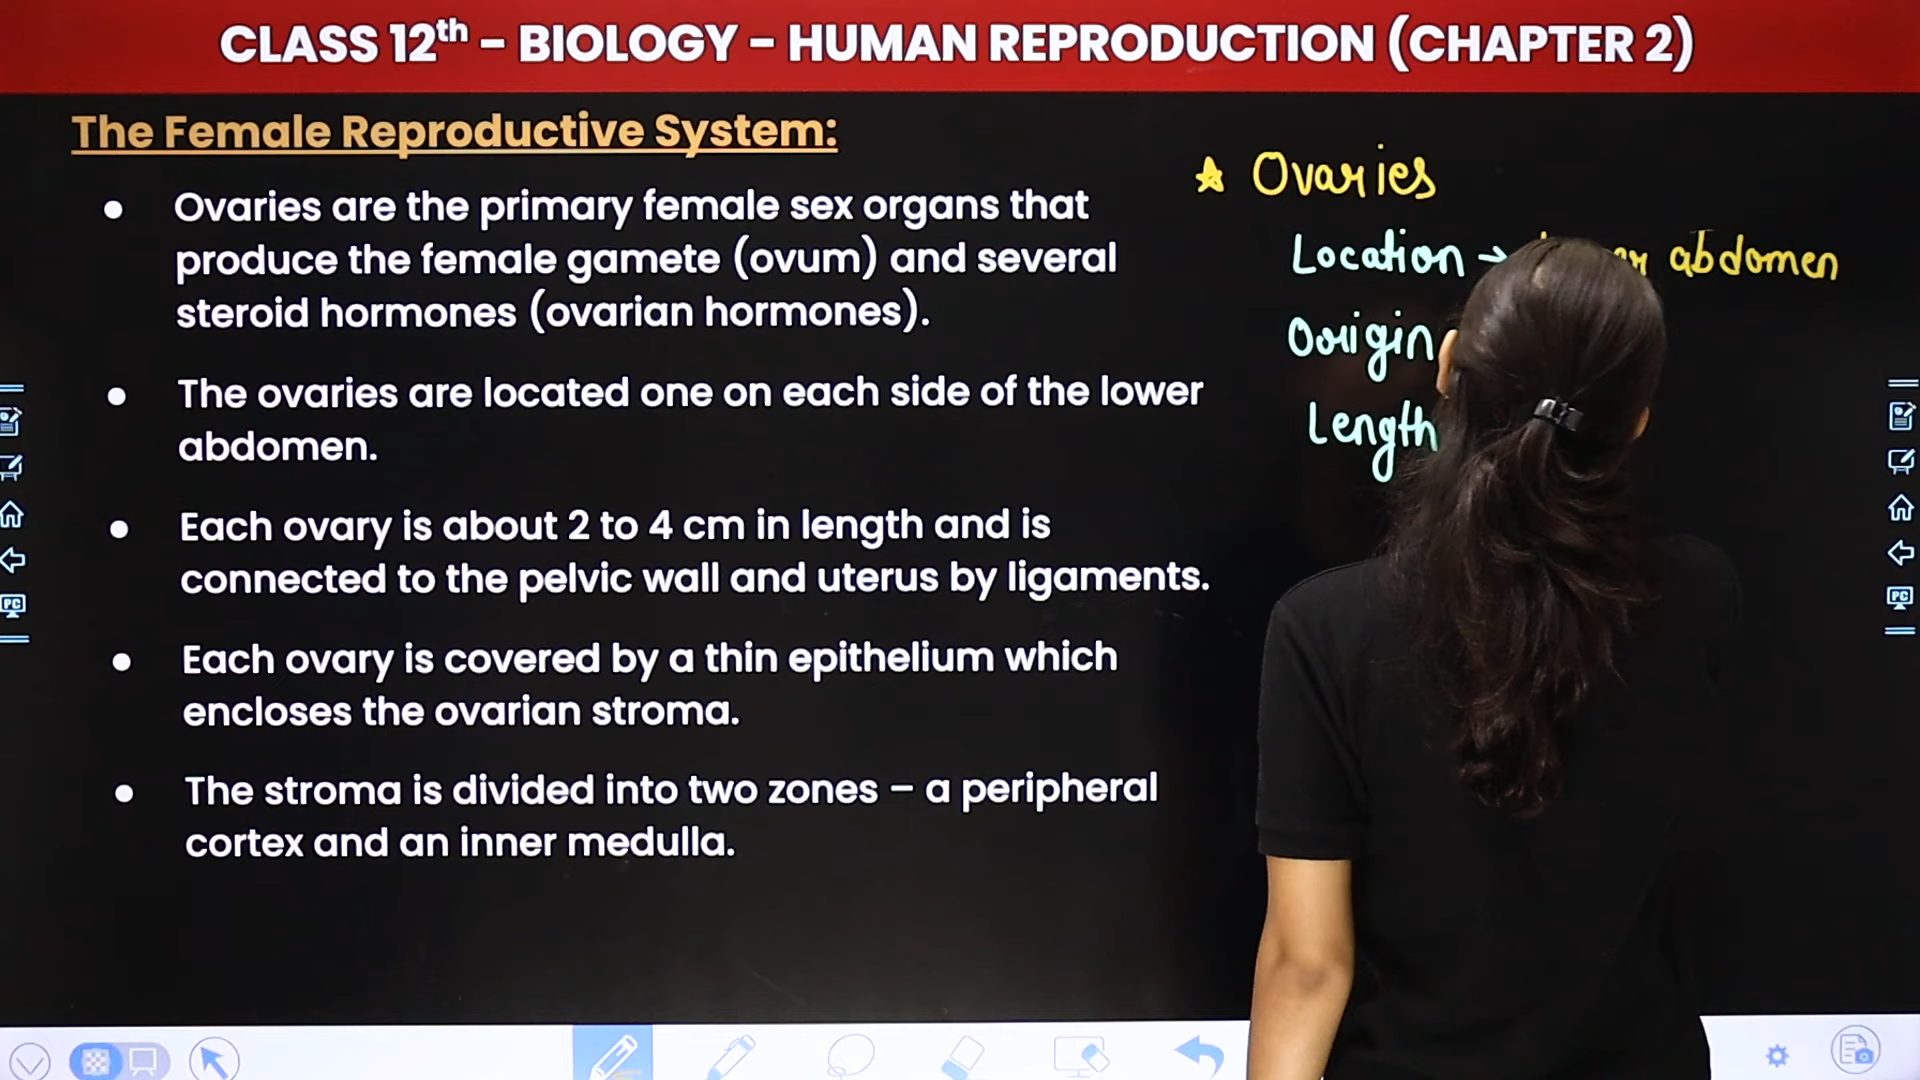 CLASS 12th – BIOLOGY – HUMAN REPRODUCTION (CHAPTER 2)
The Female Reproductive System:
• Ovaries are the primary female sex organs that
produce the female gamete (ovum) and several
steroid hormones (ovarian hormones).
• The ovaries are located one on each side of the lower
abdomen.
• Each ovary is about 2 to 4 cm in length and is
connected to the pelvic wall and uterus by ligaments.
• Each ovary is covered by a thin epithelium which
encloses the ovarian stroma.
• The stroma is divided into two zones – a peripheral
cortex and an inner medulla.
★ Ovaries
Location → abdomen
Origin
Length
PC
PC